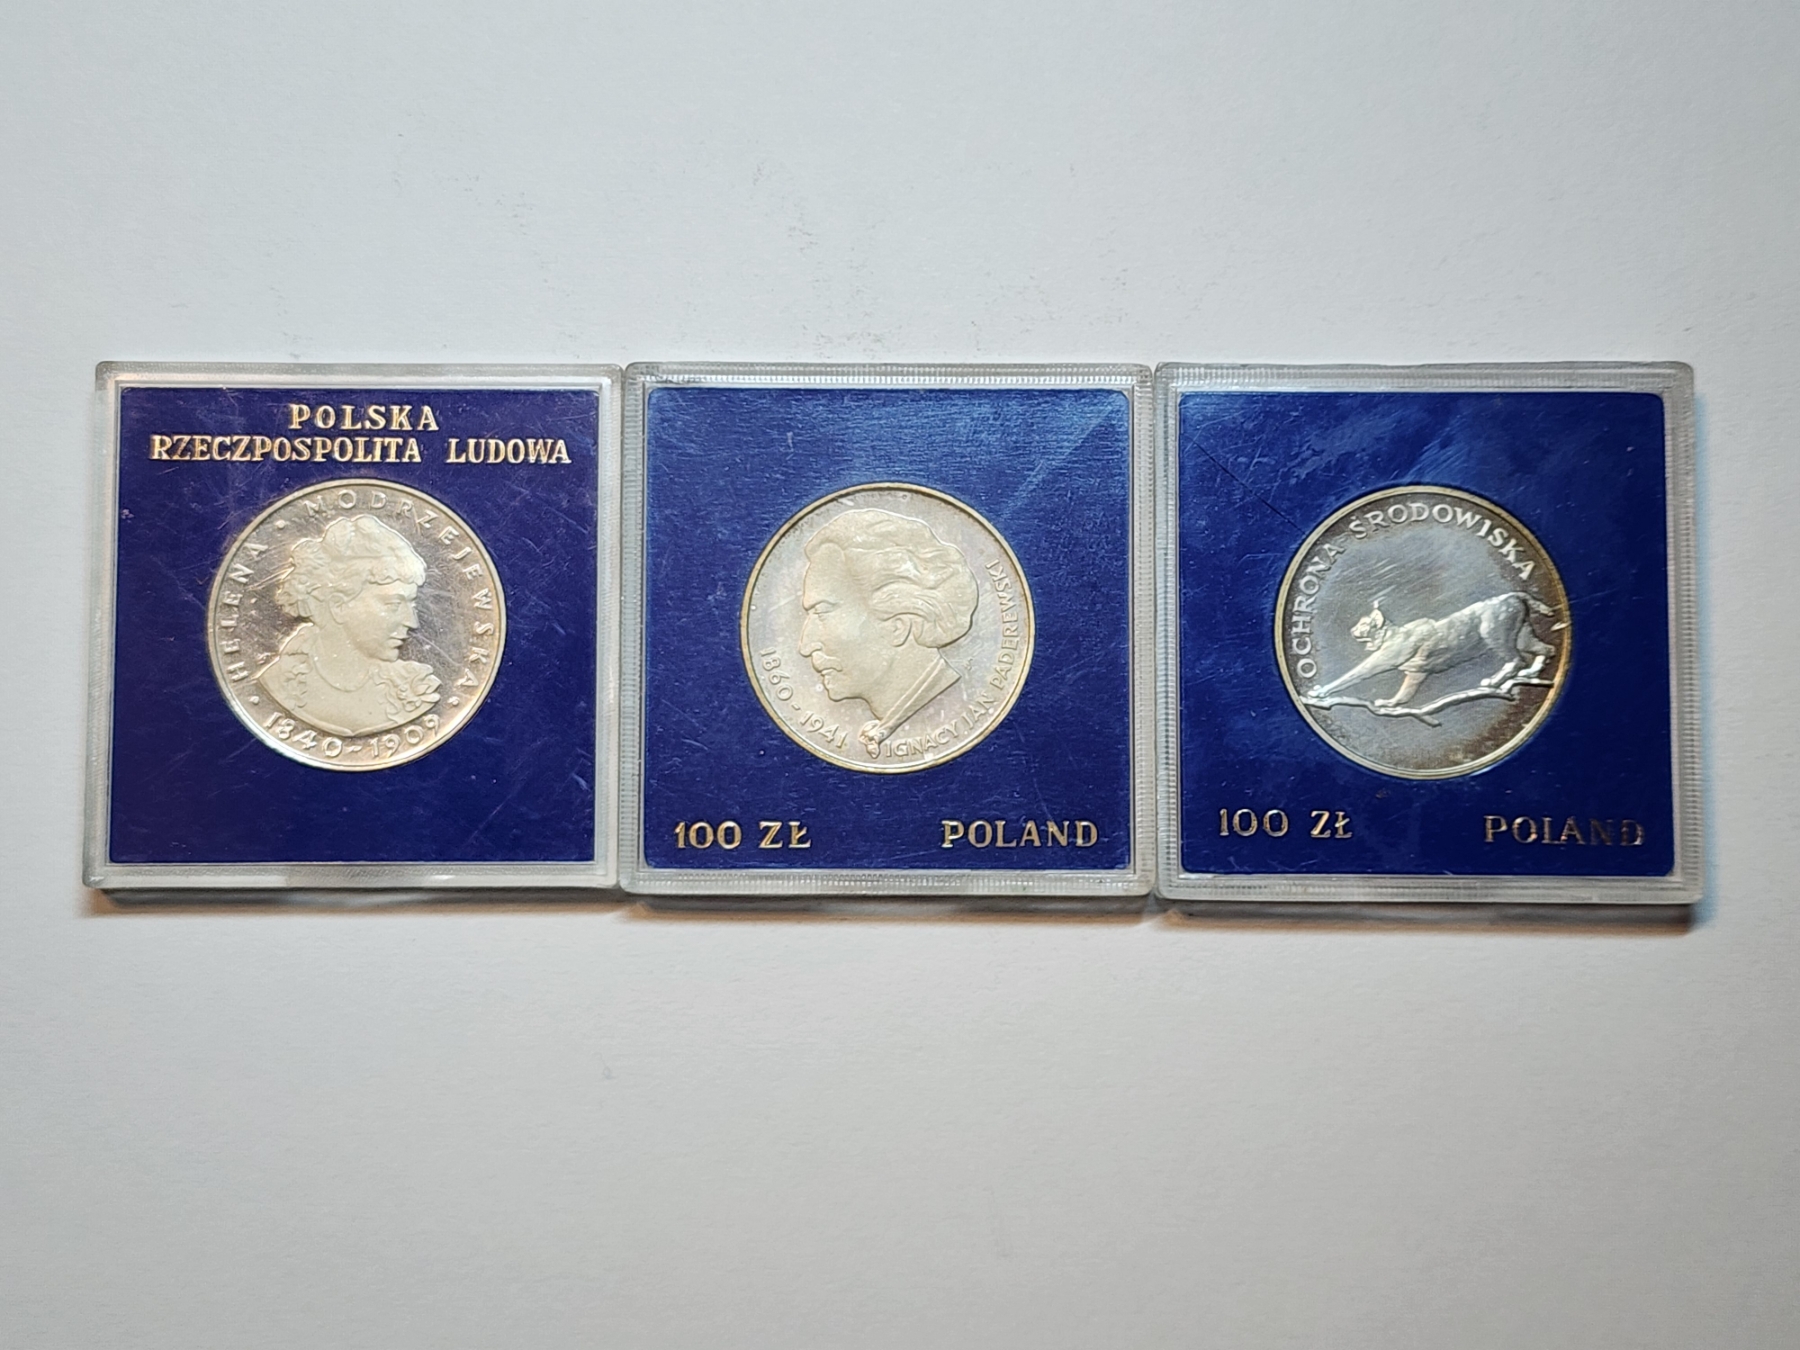 POLSKA
RZECZPOSPOLITA LUDOWA
HELENA · MODRZEJEWSKA
· 1840-1909 ·
1860-1941 IGNACY JAN PADEREWSKI
100 ZŁ POLAND
OCHRONA ŚRODOWISKA
100 ZŁ POLAND